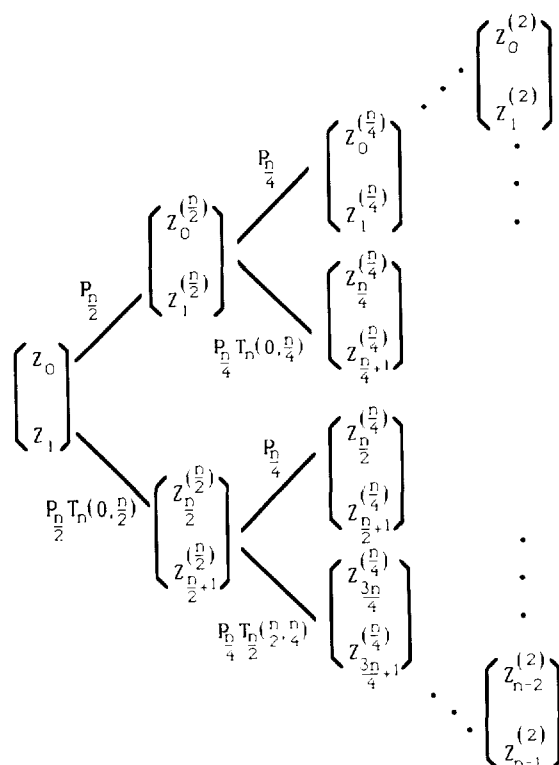 Z_0^{(2)}
Z_1^{(2)}
P_{n/4}
Z_0^{(n/4)}
Z_1^{(n/4)}
Z_0^{(n/2)}
Z_1^{(n/2)}
P_{n/2}
Z_{n/4}^{(n/4)}
Z_{n/4+1}^{(n/4)}
P_{n/4} T_n(0,n/4)
Z_0
Z_1
P_{n/4}
Z_{n/2}^{(n/4)}
Z_{n/2+1}^{(n/4)}
P_{n/2} T_n(0,n/2)
Z_{n/2}^{(n/2)}
Z_{n/2+1}^{(n/2)}
P_{n/4} T_{n/2}(n/2,n/4)
Z_{3n/4}^{(n/4)}
Z_{3n/4+1}^{(n/4)}
Z_{n-2}^{(2)}
Z_{n-1}^{(2)}